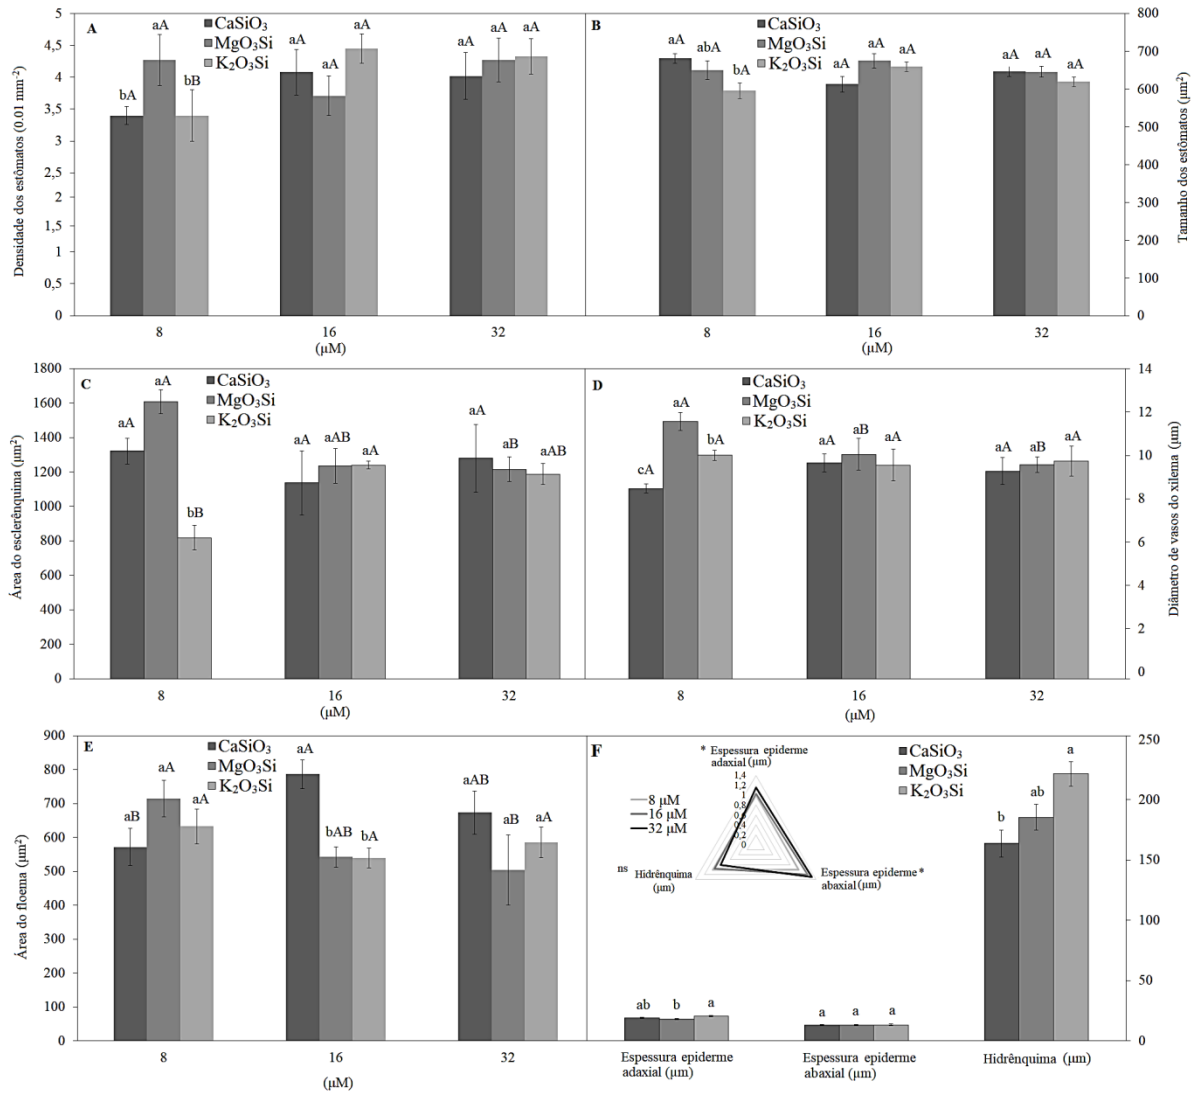 A
CaSiO₃
MgO₃Si
K₂O₃Si
Densidade dos estômatos (0.01 mm⁻²)
5
4,5
4
3,5
3
2,5
2
1,5
1
0,5
0
bA
aA
bB
aA
aA
aA
aA
aA
aA
8
16
32
(µM)
B
CaSiO₃
MgO₃Si
K₂O₃Si
Tamanho dos estômatos (µm²)
800
700
600
500
400
300
200
100
0
aA
abA
bA
aA
aA
aA
aA
aA
aA
8
16
32
(µM)
C
CaSiO₃
MgO₃Si
K₂O₃Si
Área do esclerênquima (µm²)
1800
1600
1400
1200
1000
800
600
400
200
0
aA
aA
bB
aA
aAB
aA
aA
aB
aAB
8
16
32
(µM)
D
CaSiO₃
MgO₃Si
K₂O₃Si
Diâmetro de vasos do xilema (µm)
14
12
10
8
6
4
2
0
cA
aA
bA
aA
aB
aA
aA
aB
aA
8
16
32
(µM)
E
CaSiO₃
MgO₃Si
K₂O₃Si
Área do floema (µm²)
900
800
700
600
500
400
300
200
100
0
aB
aA
aA
aA
bAB
bA
aAB
aB
aA
8
16
32
(µM)
F
* Espessura epiderme
adaxial (µm)
1,4
1,2
1
0,8
0,6
0,4
0,2
0
8 µM
16 µM
32 µM
ns Hidrênquima
(µm)
Espessura epiderme *
abaxial (µm)
CaSiO₃
MgO₃Si
K₂O₃Si
250
200
150
100
50
0
ab
b
a
a
a
a
b
ab
a
Espessura epiderme
adaxial (µm)
Espessura epiderme
abaxial (µm)
Hidrênquima (µm)